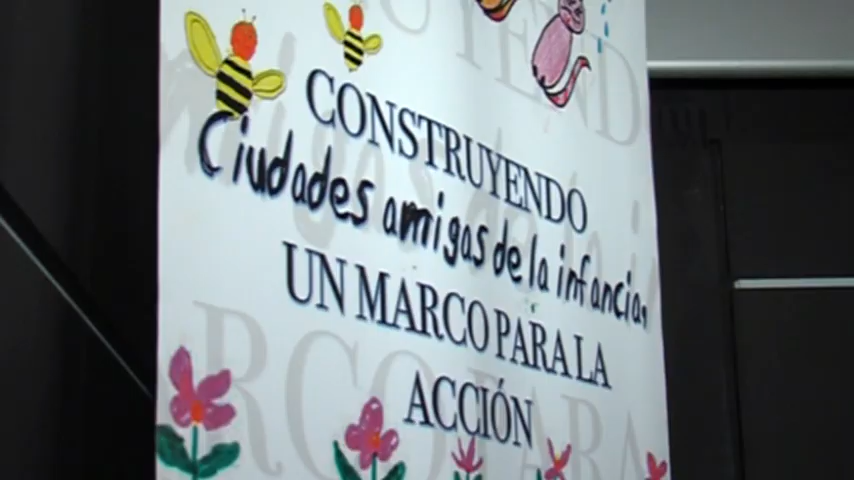 CONSTRUYENDO
Ciudades amigas de la infancia.
UN MARCO PARA LA
ACCIÓN